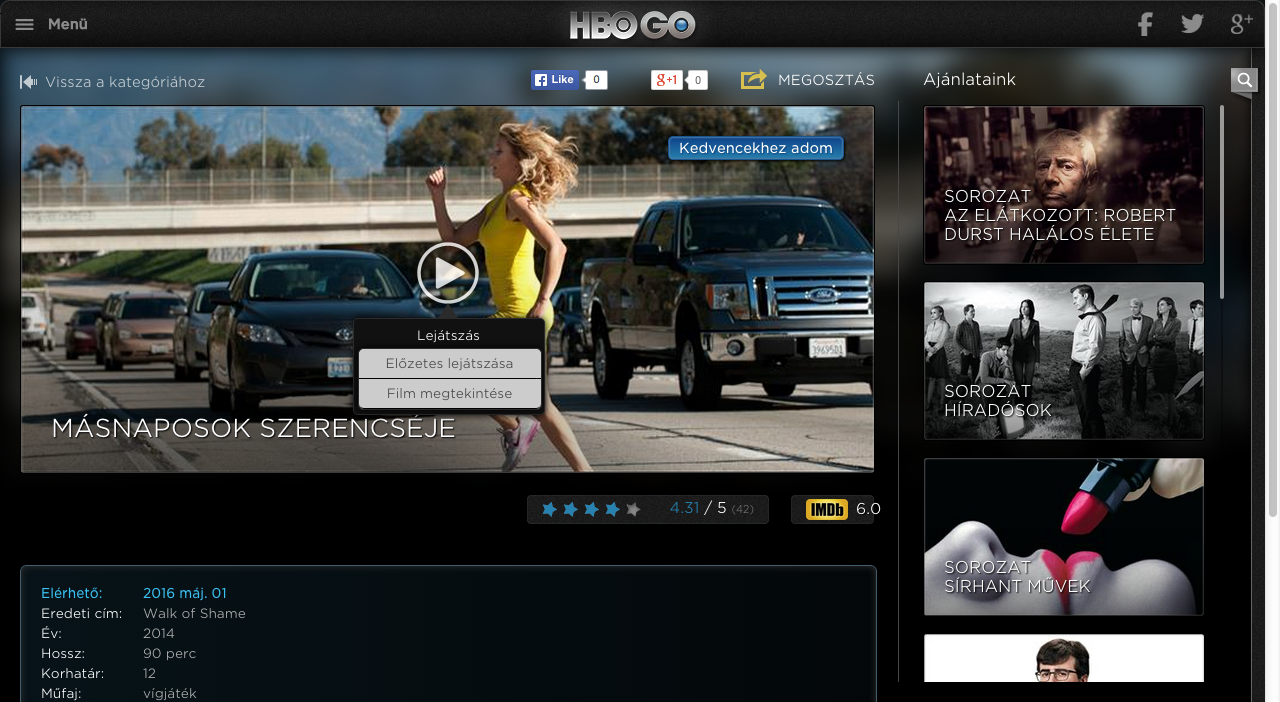 Menü
HBO GO
Vissza a kategóriához
Like
0
g+1
0
MEGOSZTÁS
Ajánlataink
Kedvencekhez adom
Lejátszás
Előzetes lejátszása
Film megtekintése
MÁSNAPOSOK SZERENCSÉJE
4.31 / 5 (42)
IMDb 6.0
Elérhető: 2016 máj. 01
Eredeti cím: Walk of Shame
Év: 2014
Hossz: 90 perc
Korhatár: 12
Műfaj: vígjáték
SOROZAT
AZ ELÁTKOZOTT: ROBERT
DURST HALÁLOS ÉLETE
SOROZAT
HÍRADÓSOK
SOROZAT
SÍRHANT MŰVEK